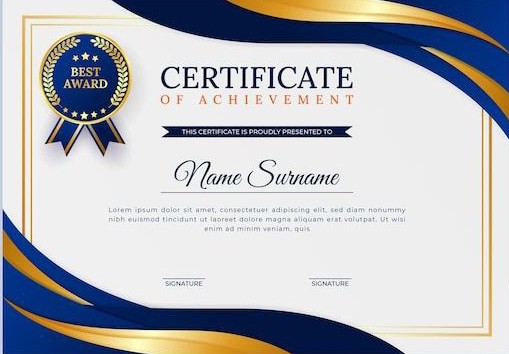 BEST
AWARD
CERTIFICATE
OF ACHIEVEMENT
THIS CERTIFICATE IS PROUDLY PRESENTED TO
Name Surname
Lorem ipsum dolor sit amet, consectetuer adipiscing elit, sed diam
nonummy nibh euismod tincidunt ut laoreet dolore magna
aliquam erat volutpat. Ut wisi enim ad minim veniam, quis
SIGNATURE SIGNATURE